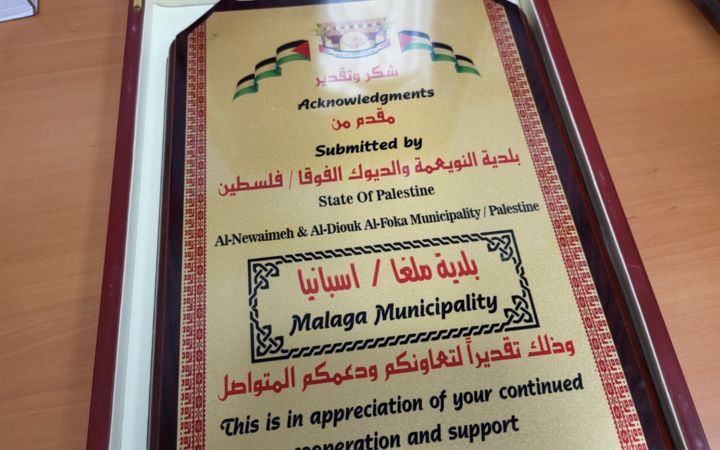 شكر وتقدير
Acknowledgments
مقدم من
Submitted by
بلدية النويعمة والديوك الفوقا / فلسطين
State Of Palestine
Al-Newaimeh & Al-Diouk Al-Foka Municipality / Palestine
بلدية ملغا / اسبانيا
Malaga Municipality
وذلك تقديراً لتعاونكم ودعمكم المتواصل
This is in appreciation of your continued
cooperation and support